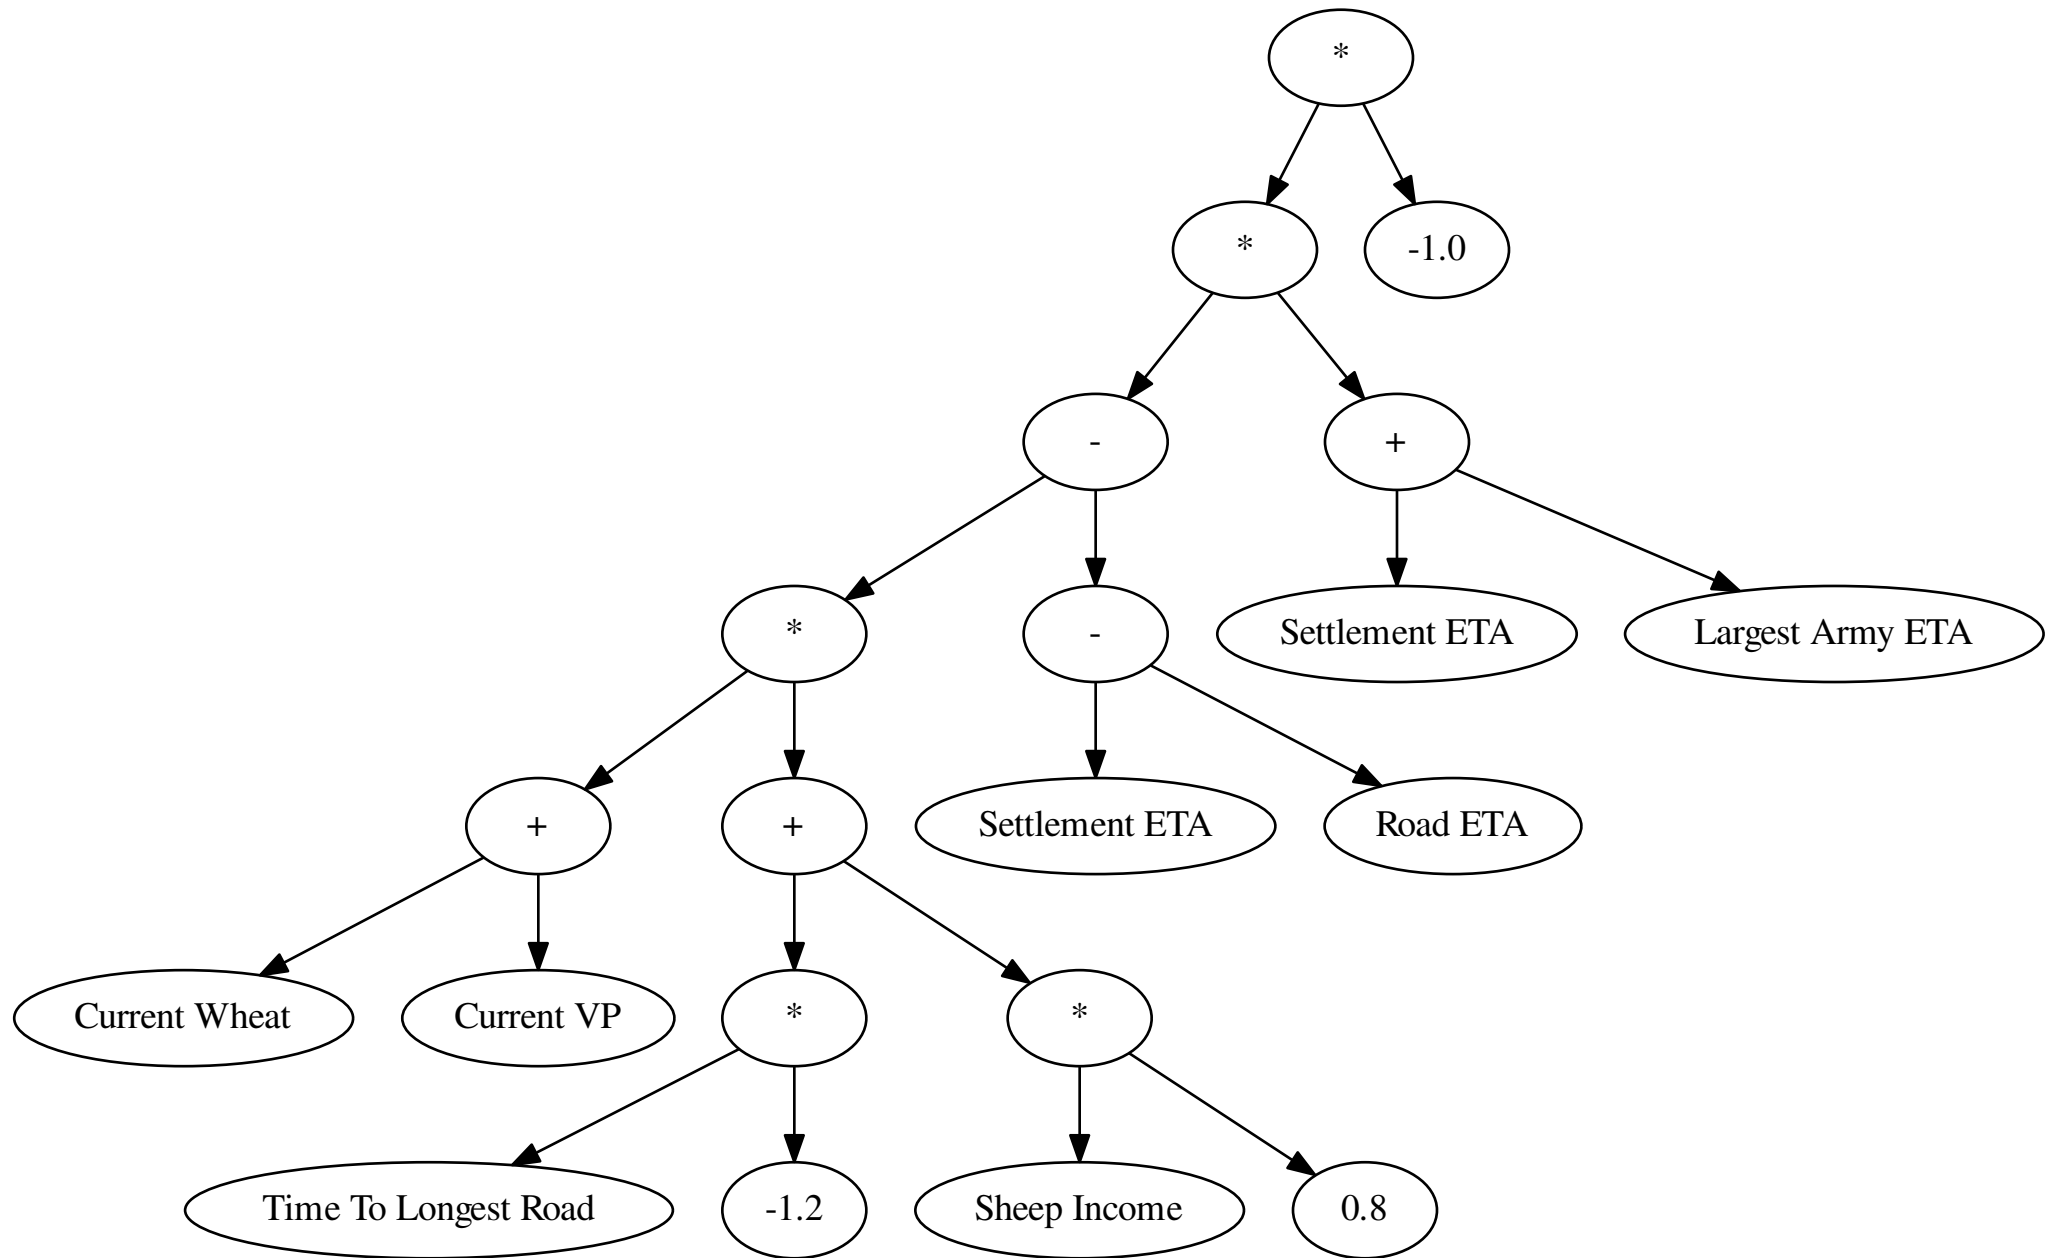 *
*
-1.0
-
+
*
-
Settlement ETA
Largest Army ETA
+
+
Settlement ETA
Road ETA
Current Wheat
Current VP
*
*
Time To Longest Road
-1.2
Sheep Income
0.8